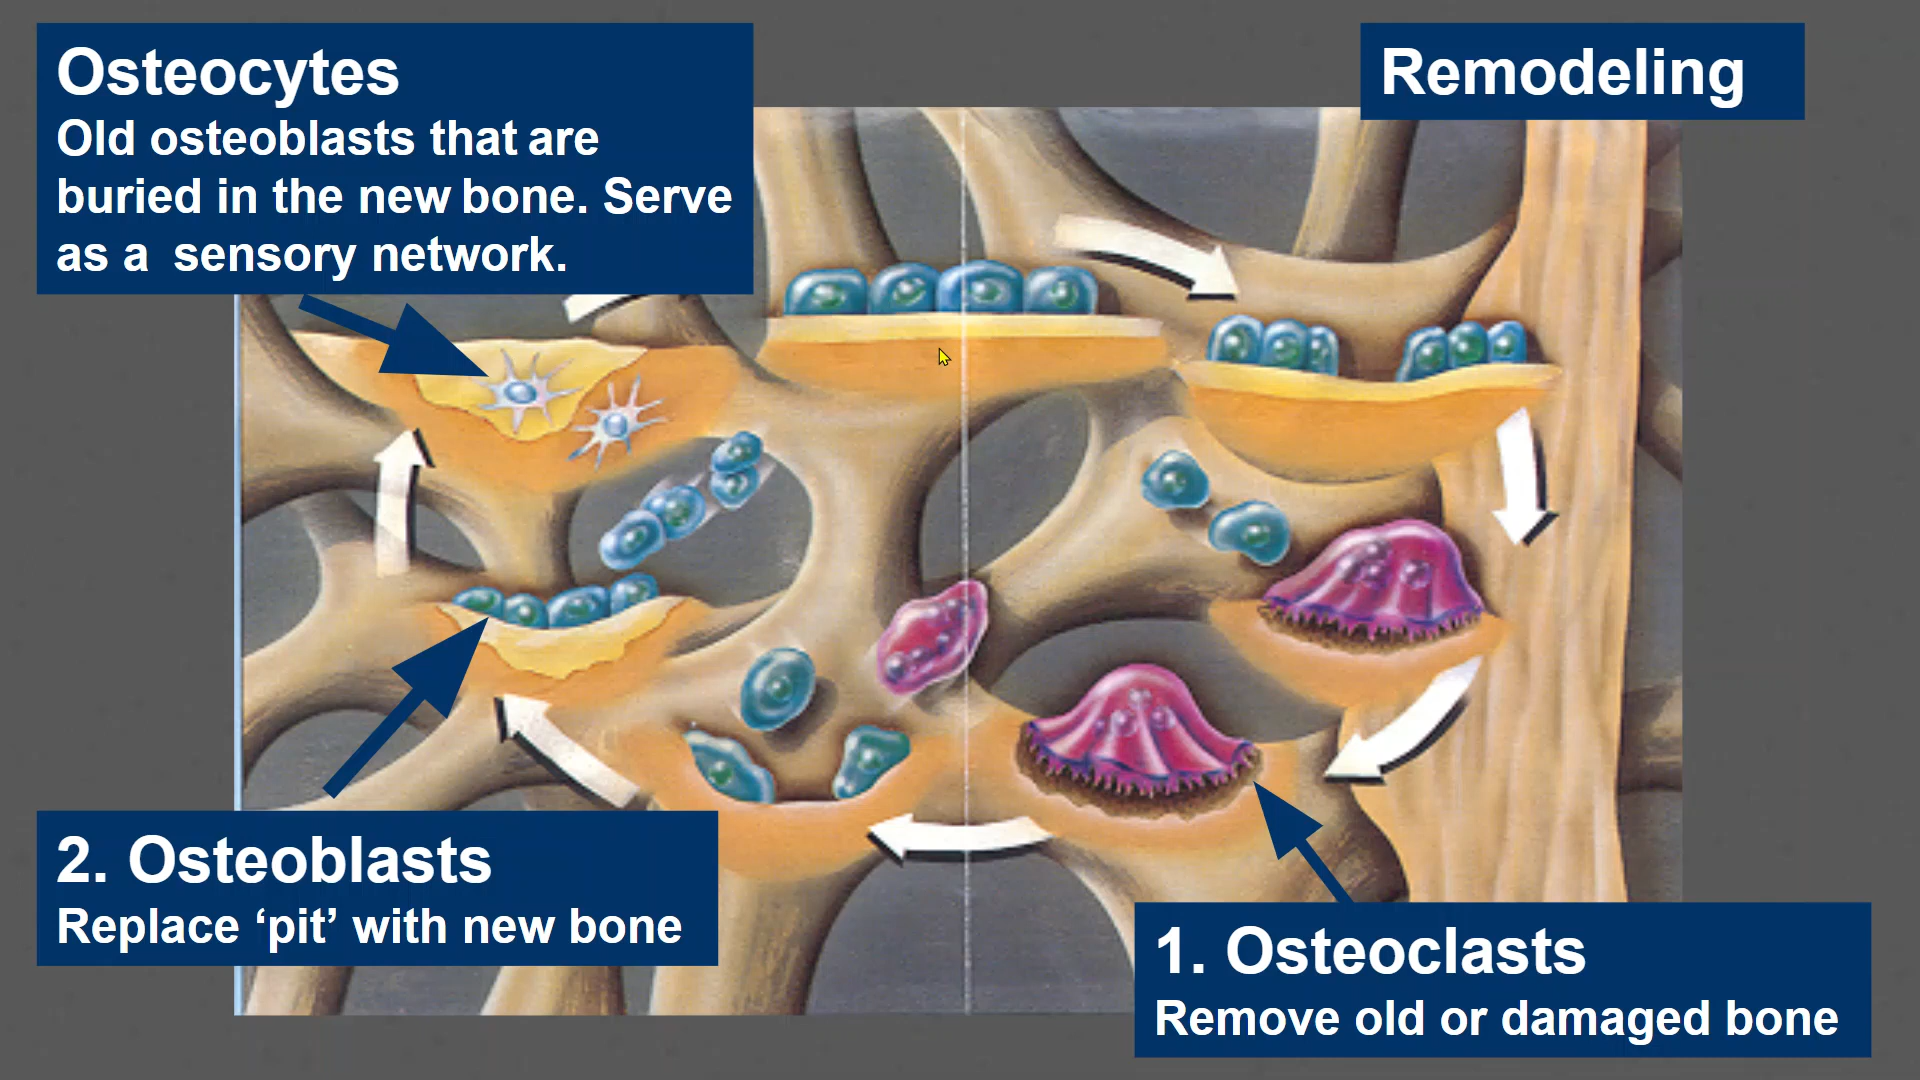 Osteocytes
Old osteoblasts that are
buried in the new bone. Serve
as a sensory network.
Remodeling
2. Osteoblasts
Replace ‘pit’ with new bone
1. Osteoclasts
Remove old or damaged bone